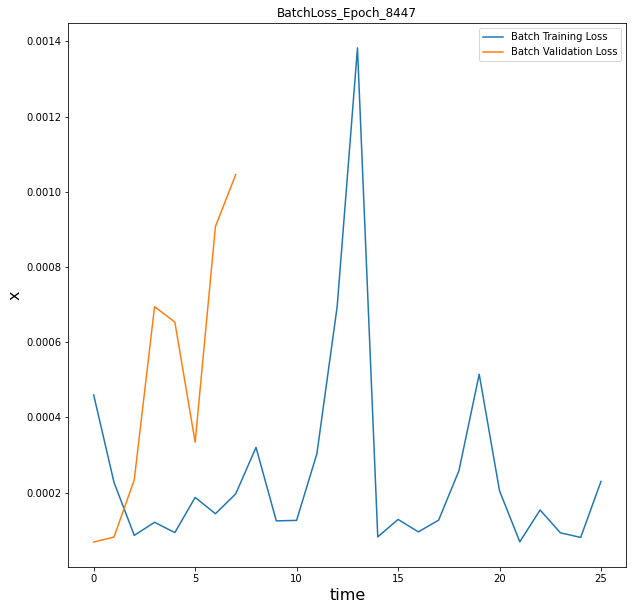 BatchLoss_Epoch_8447
Batch Training Loss
Batch Validation Loss
0.0014
0.0012
0.0010
0.0008
0.0006
0.0004
0.0002
x
0
5
10
15
20
25
time